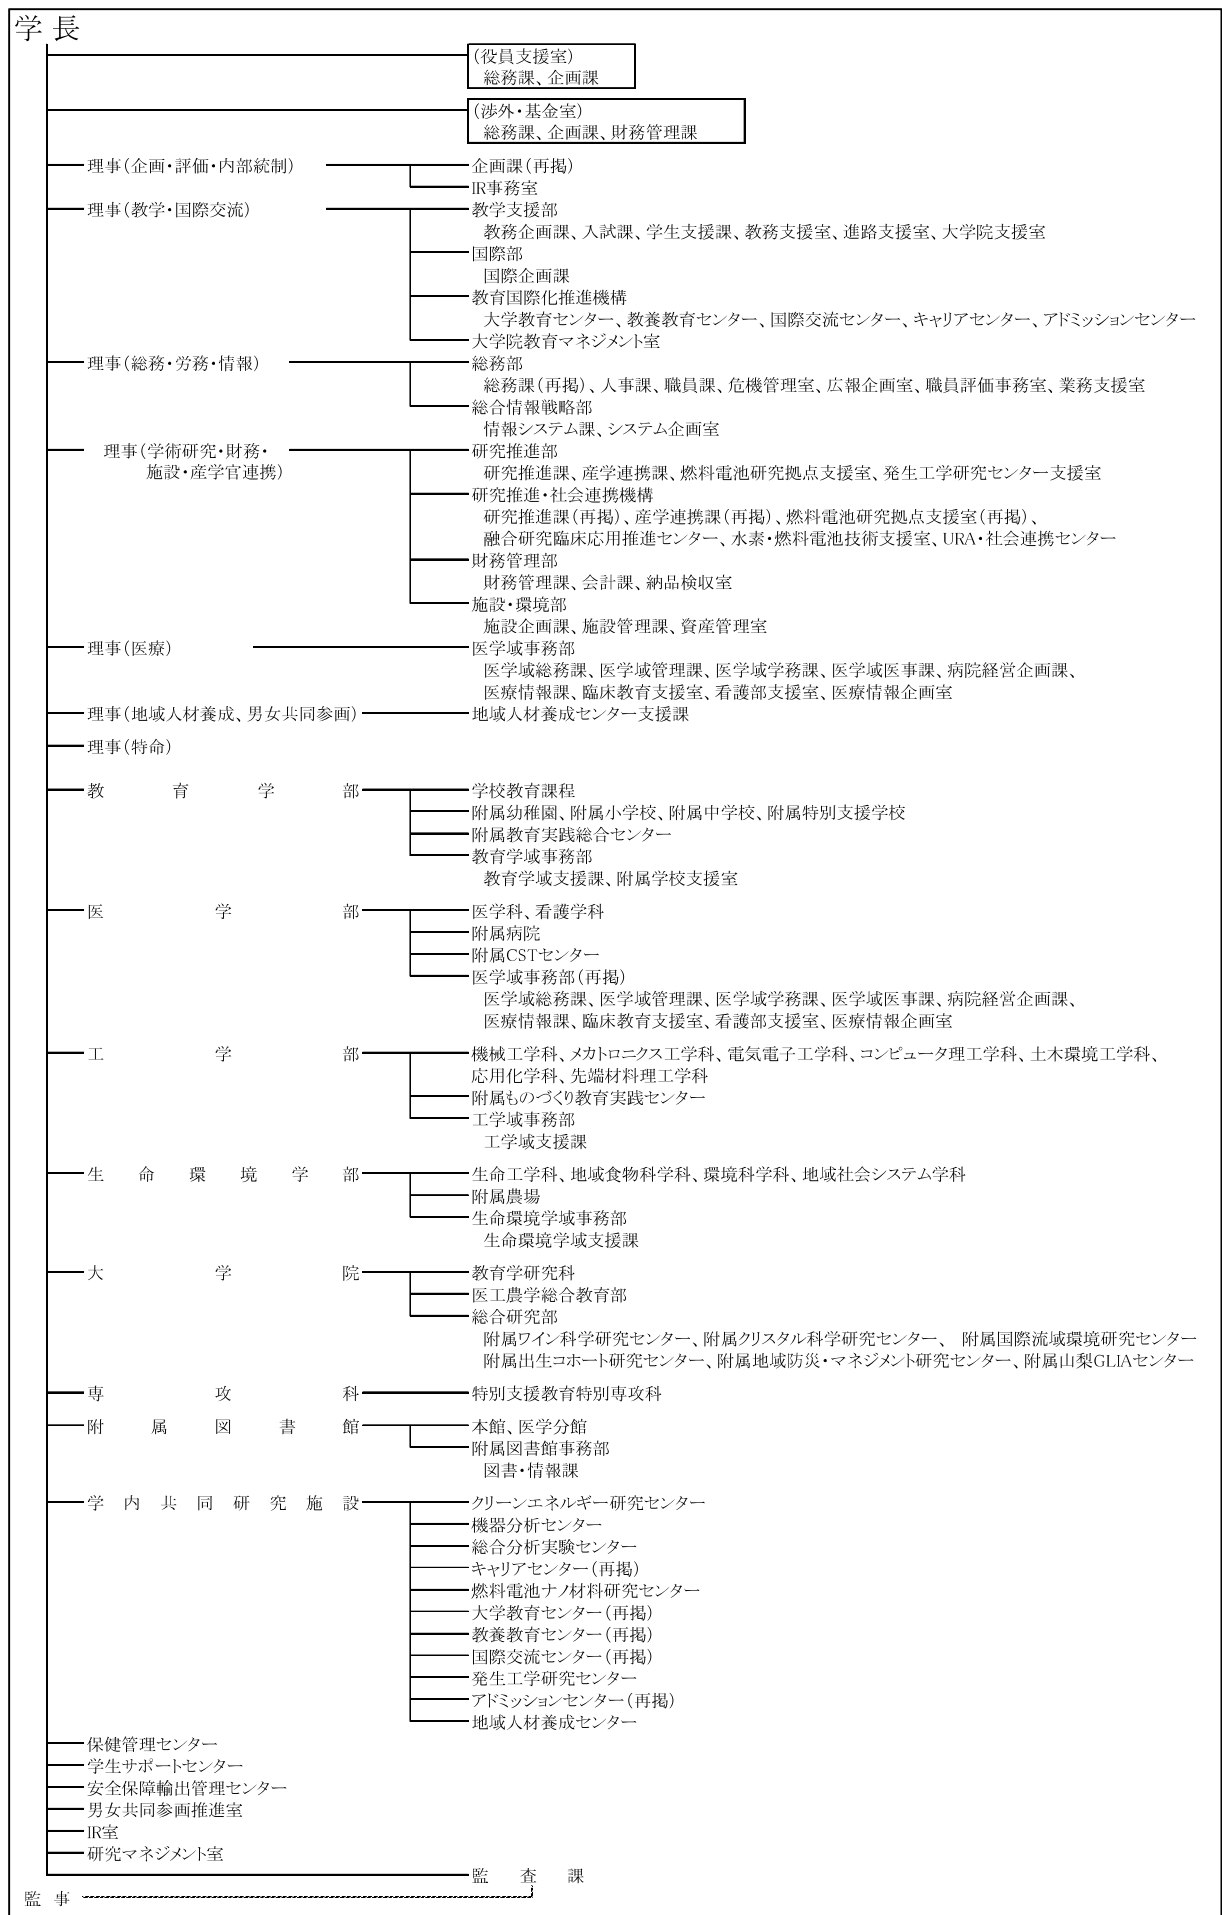 学 長
(役員支援室)
総務課、企画課
(渉外・基金室)
総務課、企画課、財務管理課
理事(企画・評価・内部統制) 企画課(再掲)
IR事務室
理事(教学・国際交流) 教学支援部
教務企画課、入試課、学生支援課、教務支援室、進路支援室、大学院支援室
国際部
国際企画課
教育国際化推進機構
大学教育センター、教養教育センター、国際交流センター、キャリアセンター、アドミッションセンター
大学院教育マネジメント室
理事(総務・労務・情報) 総務部
総務課(再掲)、人事課、職員課、危機管理室、広報企画室、職員評価事務室、業務支援室
総合情報戦略部
情報システム課、システム企画室
理事(学術研究・財務・ 研究推進部
施設・産学官連携) 研究推進課、産学連携課、燃料電池研究拠点支援室、発生工学研究センター支援室
研究推進・社会連携機構
研究推進課(再掲)、産学連携課(再掲)、燃料電池研究拠点支援室(再掲)、
融合研究臨床応用推進センター、水素・燃料電池技術支援室、URA・社会連携センター
財務管理部
財務管理課、会計課、納品検収室
施設・環境部
施設企画課、施設管理課、資産管理室
理事(医療) 医学域事務部
医学域総務課、医学域管理課、医学域学務課、医学域医事課、病院経営企画課、
医療情報課、臨床教育支援室、看護部支援室、医療情報企画室
理事(地域人材養成、男女共同参画) 地域人材養成センター支援課
理事(特命)
教 育 学 部 学校教育課程
附属幼稚園、附属小学校、附属中学校、附属特別支援学校
附属教育実践総合センター
教育学域事務部
教育学域支援課、附属学校支援室
医 学 部 医学科、看護学科
附属病院
附属CSTセンター
医学域事務部(再掲)
医学域総務課、医学域管理課、医学域学務課、医学域医事課、病院経営企画課、
医療情報課、臨床教育支援室、看護部支援室、医療情報企画室
工 学 部 機械工学科、メカトロニクス工学科、電気電子工学科、コンピュータ理工学科、土木環境工学科、
応用化学科、先端材料理工学科
附属ものづくり教育実践センター
工学域事務部
工学域支援課
生 命 環 境 学 部 生命工学科、地域食物科学科、環境科学科、地域社会システム学科
附属農場
生命環境学域事務部
生命環境学域支援課
大 学 院 教育学研究科
医工農学総合教育部
総合研究部
附属ワイン科学研究センター、附属クリスタル科学研究センター、 附属国際流域環境研究センター
附属出生コホート研究センター、附属地域防災・マネジメント研究センター、附属山梨GLIAセンター
専 攻 科 特別支援教育特別専攻科
附 属 図 書 館 本館、医学分館
附属図書館事務部
図書・情報課
学 内 共 同 研 究 施 設 クリーンエネルギー研究センター
機器分析センター
総合分析実験センター
キャリアセンター(再掲)
燃料電池ナノ材料研究センター
大学教育センター(再掲)
教養教育センター(再掲)
国際交流センター(再掲)
発生工学研究センター
アドミッションセンター(再掲)
地域人材養成センター
保健管理センター
学生サポートセンター
安全保障輸出管理センター
男女共同参画推進室
IR室
研究マネジメント室
監 査 課
監 事